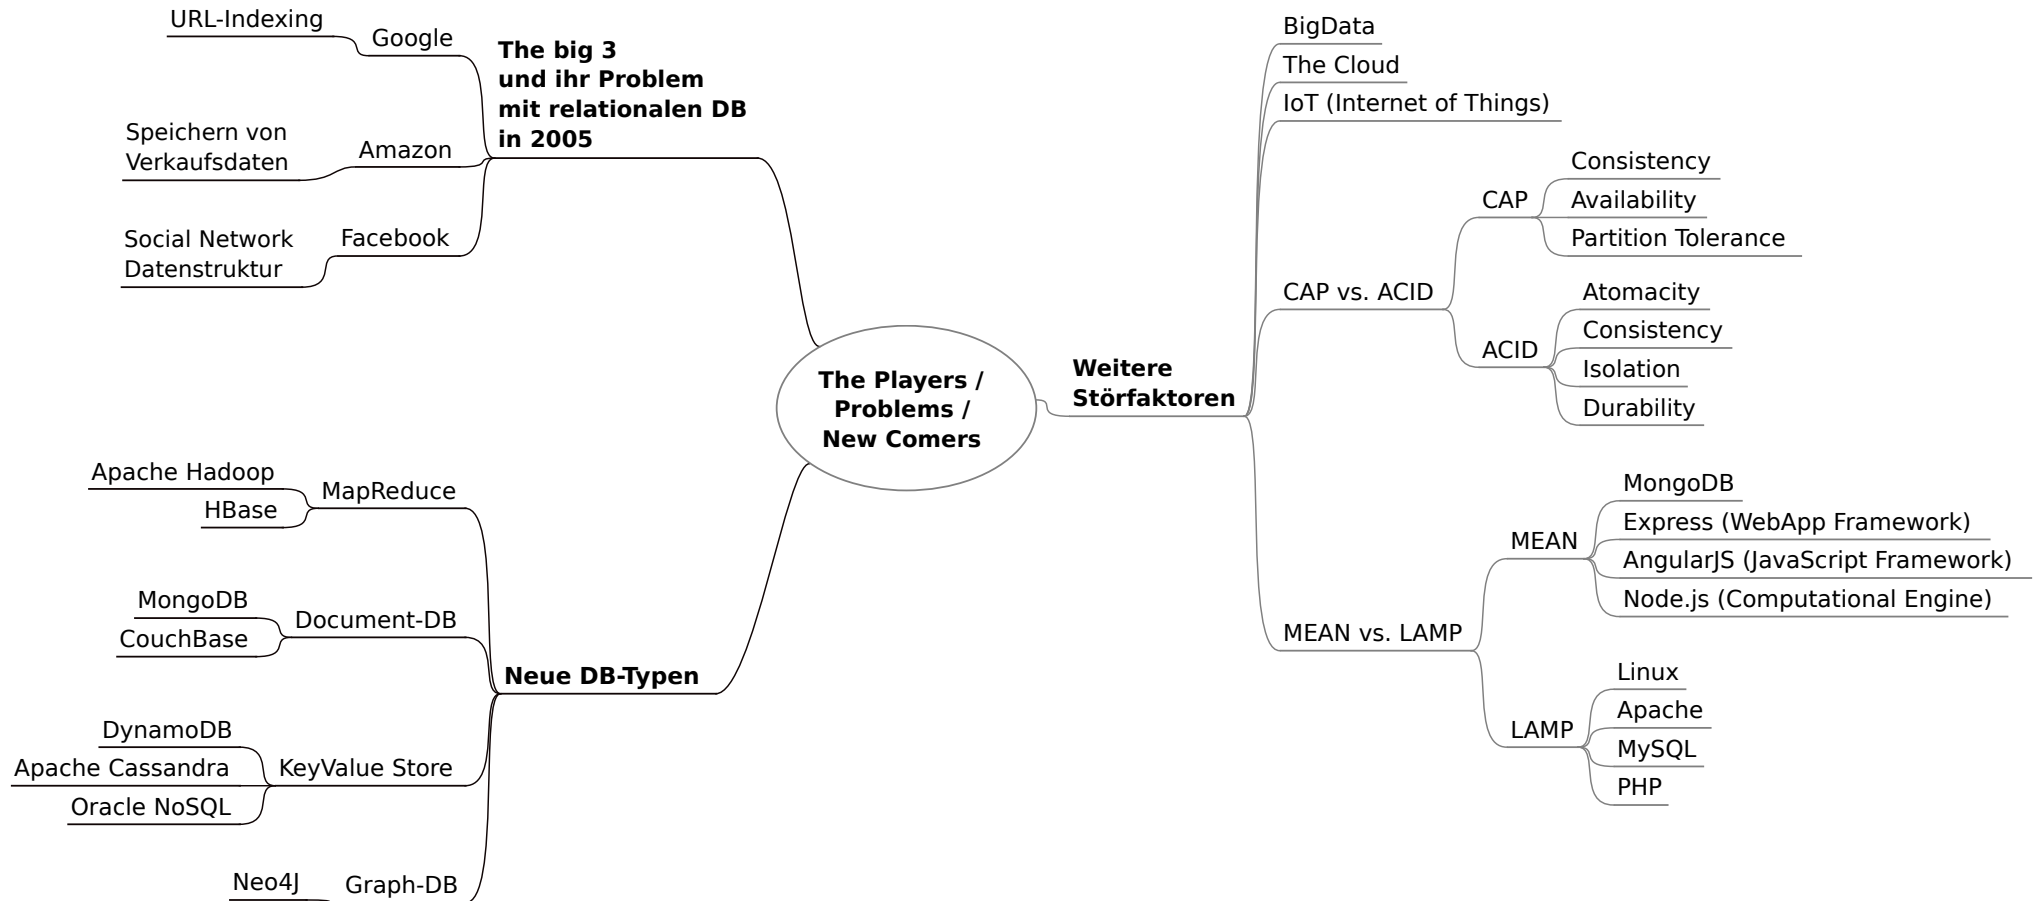 The Players /
Problems /
New Comers
The big 3
und ihr Problem
mit relationalen DB
in 2005
Google
URL-Indexing
Amazon
Speichern von
Verkaufsdaten
Facebook
Social Network
Datenstruktur
Neue DB-Typen
MapReduce
Apache Hadoop
HBase
Document-DB
MongoDB
CouchBase
KeyValue Store
DynamoDB
Apache Cassandra
Oracle NoSQL
Graph-DB
Neo4J
Weitere
Störfaktoren
BigData
The Cloud
IoT (Internet of Things)
CAP vs. ACID
CAP
Consistency
Availability
Partition Tolerance
ACID
Atomacity
Consistency
Isolation
Durability
MEAN vs. LAMP
MEAN
MongoDB
Express (WebApp Framework)
AngularJS (JavaScript Framework)
Node.js (Computational Engine)
LAMP
Linux
Apache
MySQL
PHP